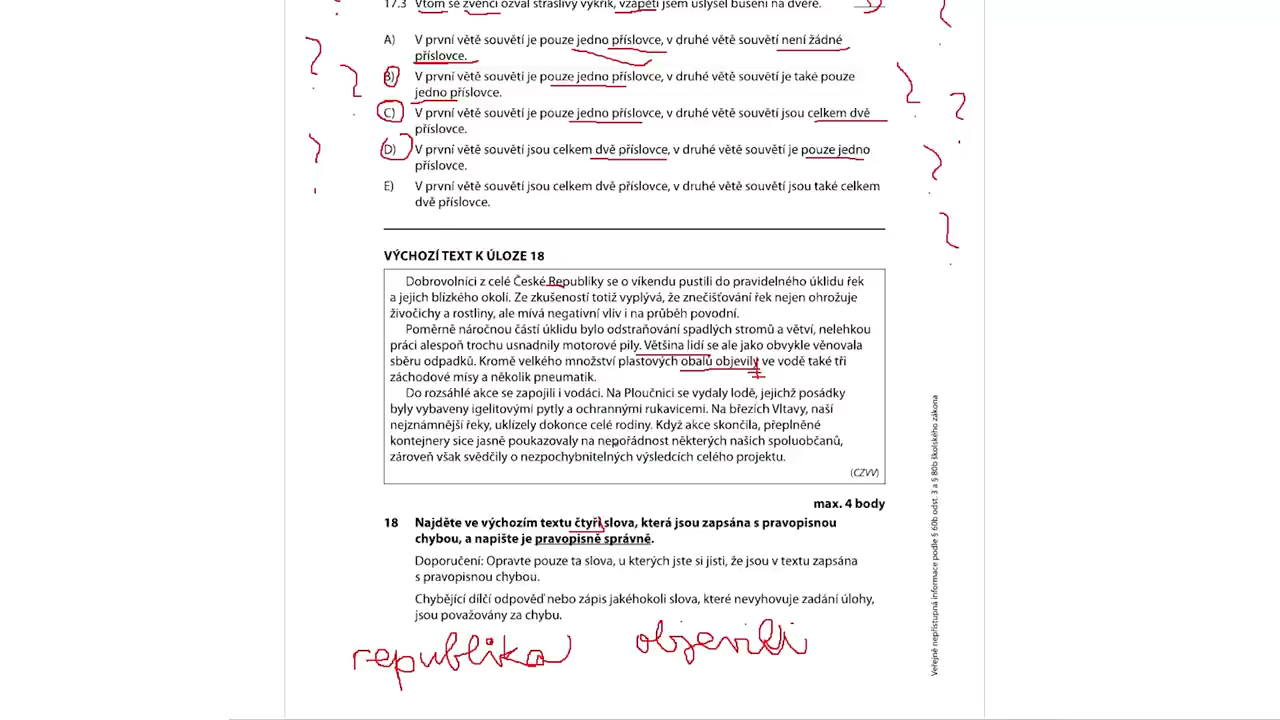 17.3 Vtom se zvenčí ozval strašlivý výkřik, vzápětí jsem uslyšel bušení na dveře.
A) V první větě souvětí je pouze jedno příslovce, v druhé větě souvětí není žádné
příslovce.
B) V první větě souvětí je pouze jedno příslovce, v druhé větě souvětí je také pouze
jedno příslovce.
C) V první větě souvětí je pouze jedno příslovce, v druhé větě souvětí jsou celkem dvě
příslovce.
D) V první větě souvětí jsou celkem dvě příslovce, v druhé větě souvětí je pouze jedno
příslovce.
E) V první větě souvětí jsou celkem dvě příslovce, v druhé větě souvětí jsou také celkem
dvě příslovce.
VÝCHOZÍ TEXT K ÚLOZE 18
Dobrovolníci z celé České Republiky se o víkendu pustili do pravidelného úklidu řek
a jejich blízkého okolí. Ze zkušeností totiž vyplývá, že znečišťování řek nejen ohrožuje
živočichy a rostliny, ale mívá negativní vliv i na průběh povodní.
Poměrně náročnou částí úklidu bylo odstraňování spadlých stromů a větví, nelehkou
práci alespoň trochu usnadnily motorové pily. Většina lidí se ale jako obvykle věnovala
sběru odpadků. Kromě velkého množství plastových obalů objevily ve vodě také tři
záchodové mísy a několik pneumatik.
Do rozsáhlé akce se zapojili i vodáci. Na Ploučnici se vydaly lodě, jejichž posádky
byly vybaveny igelitovými pytly a ochrannými rukavicemi. Na březích Vltavy, naší
nejznámnější řeky, uklízely dokonce celé rodiny. Když akce skončila, přeplněné
kontejnery sice jasně poukazovaly na nepořádnost některých našich spoluobčanů,
zároveň však svědčily o nezpochybnitelných výsledcích celého projektu.
(CZVV)
max. 4 body
18 Najděte ve výchozím textu čtyři slova, která jsou zapsána s pravopisnou
chybou, a napište je pravopisně správně.
Doporučení: Opravte pouze ta slova, u kterých jste si jisti, že jsou v textu zapsána
s pravopisnou chybou.
Chybějící dílčí odpověď nebo zápis jakéhokoli slova, které nevyhovuje zadání úlohy,
jsou považovány za chybu.
republika objevili
Veřejně nepřístupná informace podle § 60b odst. 3 a § 80b školského zákona